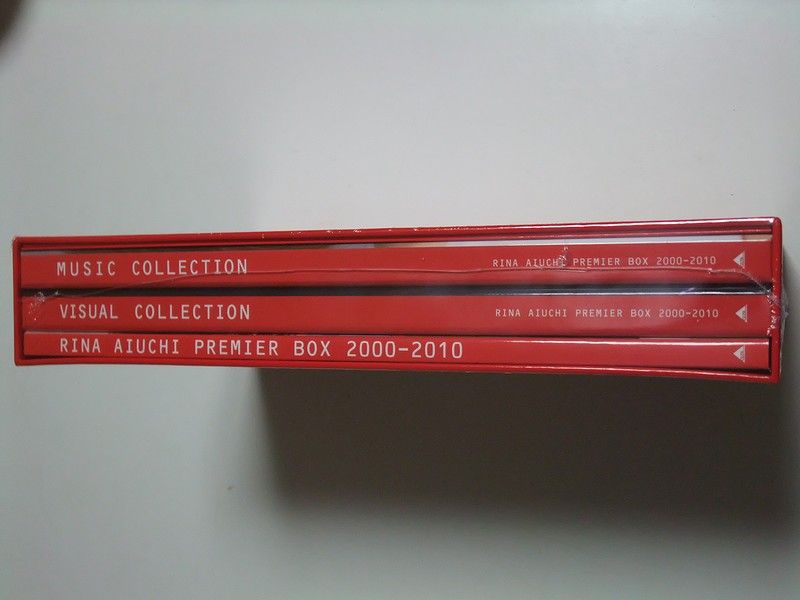 MUSIC COLLECTION RINA AIUCHI PREMIER BOX 2000-2010
VISUAL COLLECTION RINA AIUCHI PREMIER BOX 2000-2010
RINA AIUCHI PREMIER BOX 2000-2010